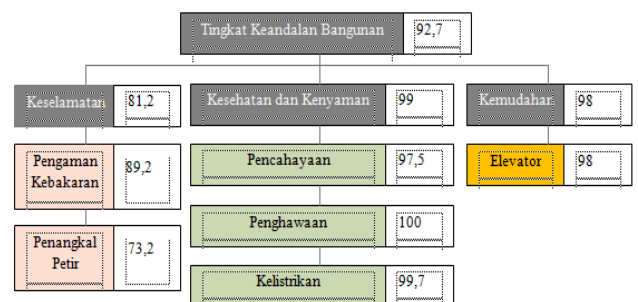 Tingkat Keandalan Bangunan 92,7
Keselamatan 81,2
Kesehatan dan Kenyaman 99
Kemudahan 98
Pengaman
Kebakaran
89,2
Pencahayaan 97,5
Elevator 98
Penangkal
Petir
73,2
Penghawaan 100
Kelistrikan 99,7